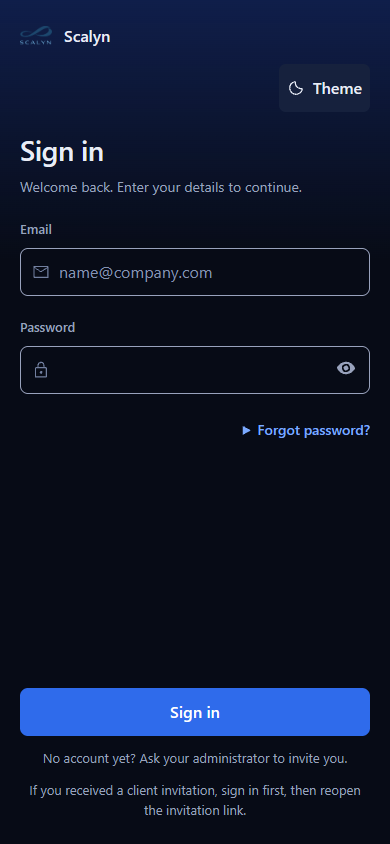 SCALYN
Scalyn
Theme
Sign in
Welcome back. Enter your details to continue.
Email
name@company.com
Password
Forgot password?
Sign in
No account yet? Ask your administrator to invite you.
If you received a client invitation, sign in first, then reopen
the invitation link.